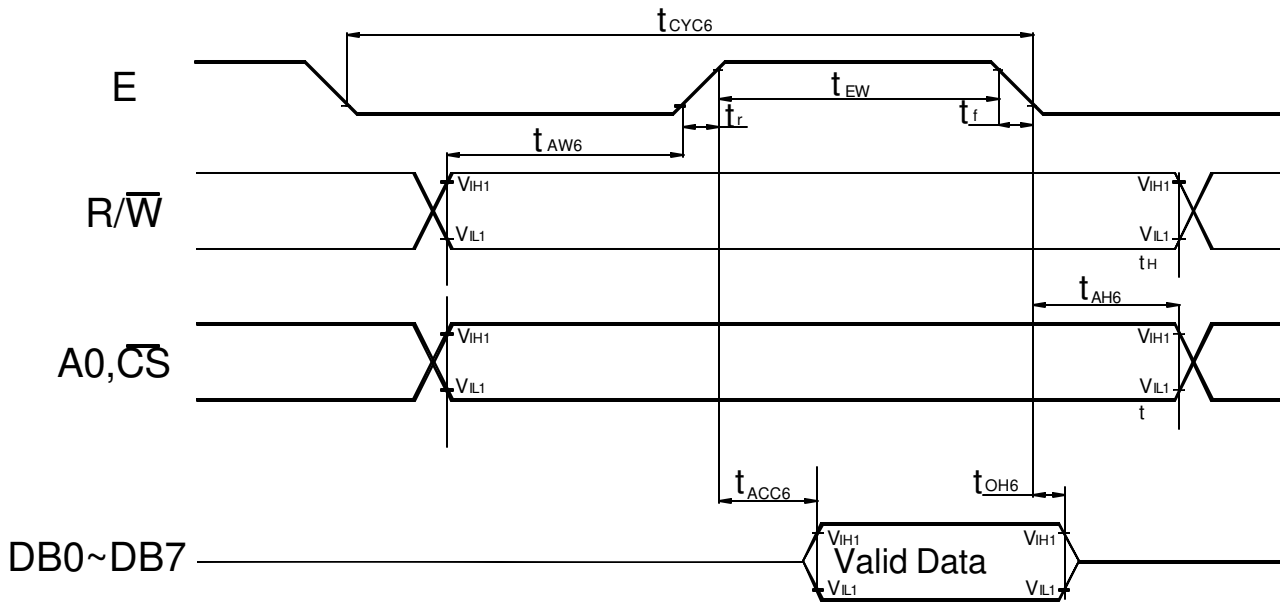 tCYC6
E
tEW
tr
tf
tAW6
R/W̅
VIH1
VIH1
VIL1
VIL1
tH
tAH6
A0,C̅S̅
VIH1
VIH1
VIL1
VIL1
t
tACC6
tOH6
DB0~DB7
VIH1
VIH1
Valid Data
VIL1
VIL1